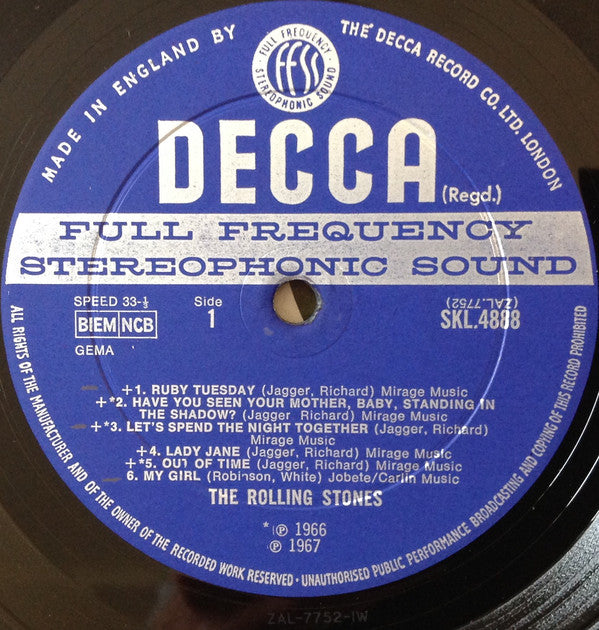 MADE IN ENGLAND BY
THE DECCA RECORD CO. LTD, LONDON
FULL FREQUENCY
ffss
STEREOPHONIC SOUND
DECCA (Regd.)
FULL FREQUENCY
STEREOPHONIC SOUND
SPEED 33-⅓
Side
1
(ZAL.7752)
BIEM NCB
GEMA
SKL.4888
+1. RUBY TUESDAY (Jagger, Richard) Mirage Music
+*2. HAVE YOU SEEN YOUR MOTHER, BABY, STANDING IN
THE SHADOW? (Jagger Richard) Mirage Music
+*3. LET'S SPEND THE NIGHT TOGETHER (Jagger, Richard)
Mirage Music
+4. LADY JANE (Jagger, Richard) Mirage Music
+*5. OUT OF TIME (Jagger, Richard) Mirage Music
6. MY GIRL (Robinson, White) Jobete/Carlin Music
THE ROLLING STONES
*℗ 1966
℗ 1967
ALL RIGHTS OF THE MANUFACTURER AND OF THE OWNER OF THE RECORDED WORK RESERVED · UNAUTHORISED PUBLIC PERFORMANCE BROADCASTING AND COPYING OF THIS RECORD PROHIBITED
ZAL-7752-1W